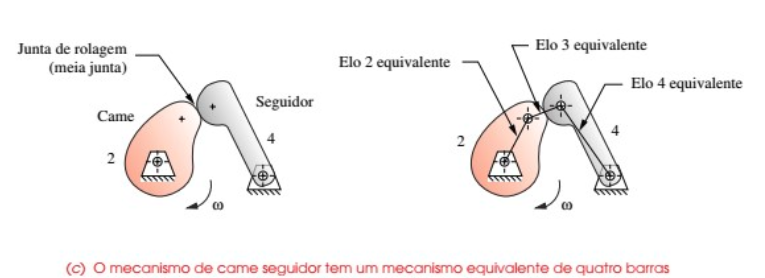 Junta de rolagem
(meia junta)
Came
2
Seguidor
4
ω
Elo 2 equivalente
Elo 3 equivalente
Elo 4 equivalente
2
4
ω
(c) O mecanismo de came seguidor tem um mecanismo equivalente de quatro barras